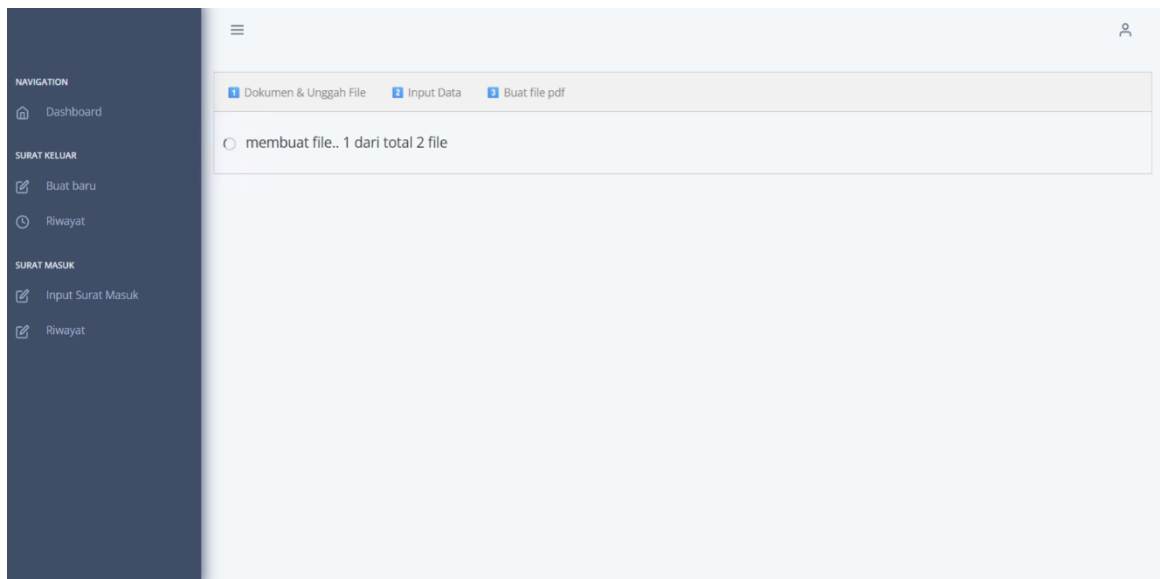 NAVIGATION
Dashboard
SURAT KELUAR
Buat baru
Riwayat
SURAT MASUK
Input Surat Masuk
Riwayat
1 Dokumen & Unggah File 2 Input Data 3 Buat file pdf
membuat file.. 1 dari total 2 file